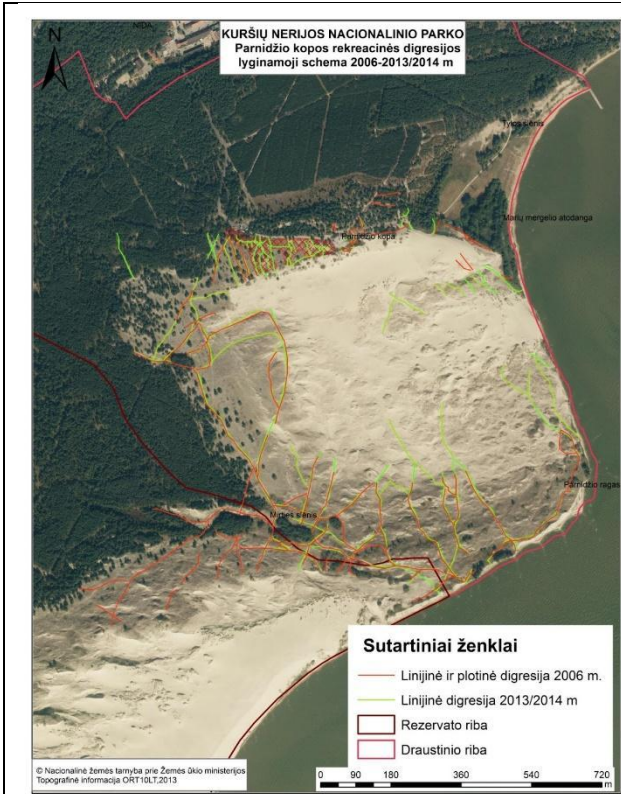 NIDA
N
KURŠIŲ NERIJOS NACIONALINIO PARKO
Parnidžio kopos rekreacinės digresijos
lyginamoji schema 2006-2013/2014 m
Tylos slėnis
Marių mergelio atodanga
Parnidžio kopa
Parnidžio ragas
Mirties slėnis
Sutartiniai ženklai
Linijinė ir plotinė digresija 2006 m.
Linijinė digresija 2013/2014 m
Rezervato riba
Draustinio riba
© Nacionalinė žemės tarnyba prie Žemės ūkio ministerijos
Topografinė informacija ORT10LT,2013
0 90 180 360 540 720
m